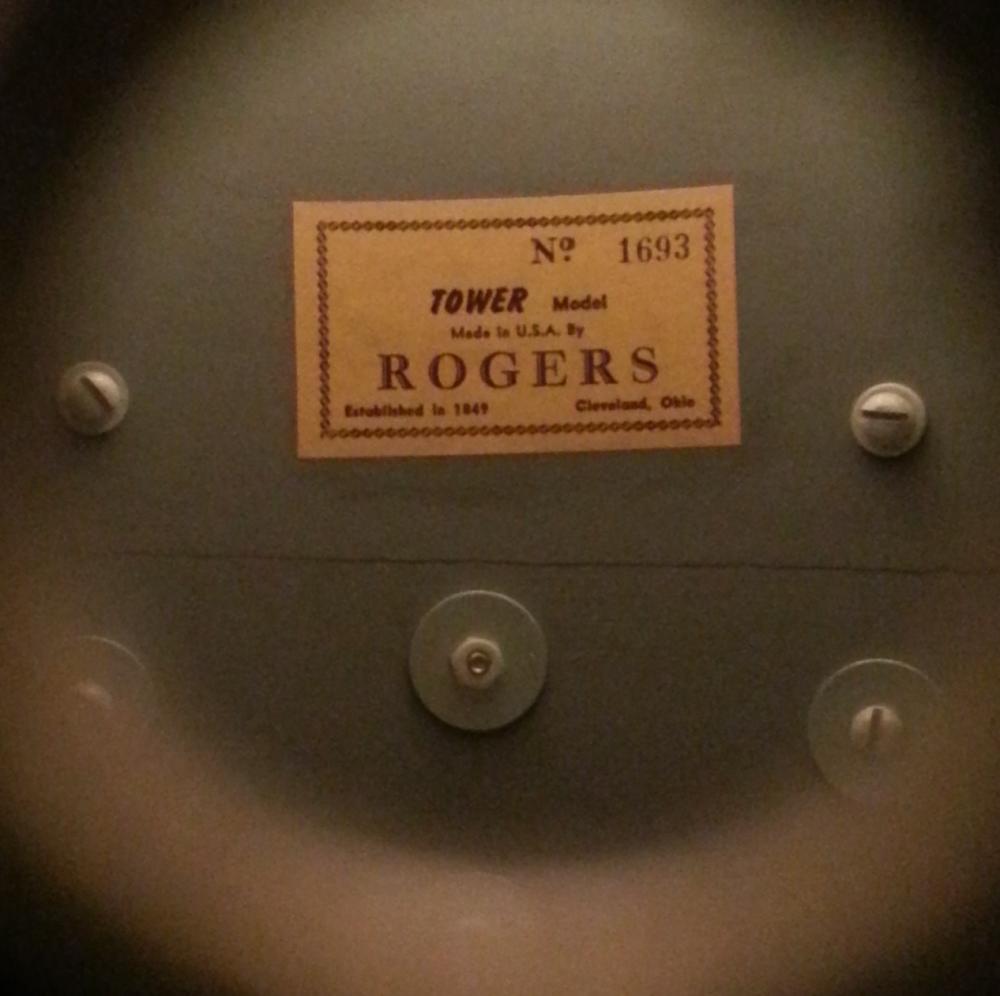 Nº 1693
TOWER Model
Made in U.S.A. By
ROGERS
Established in 1849 Cleveland, Ohio